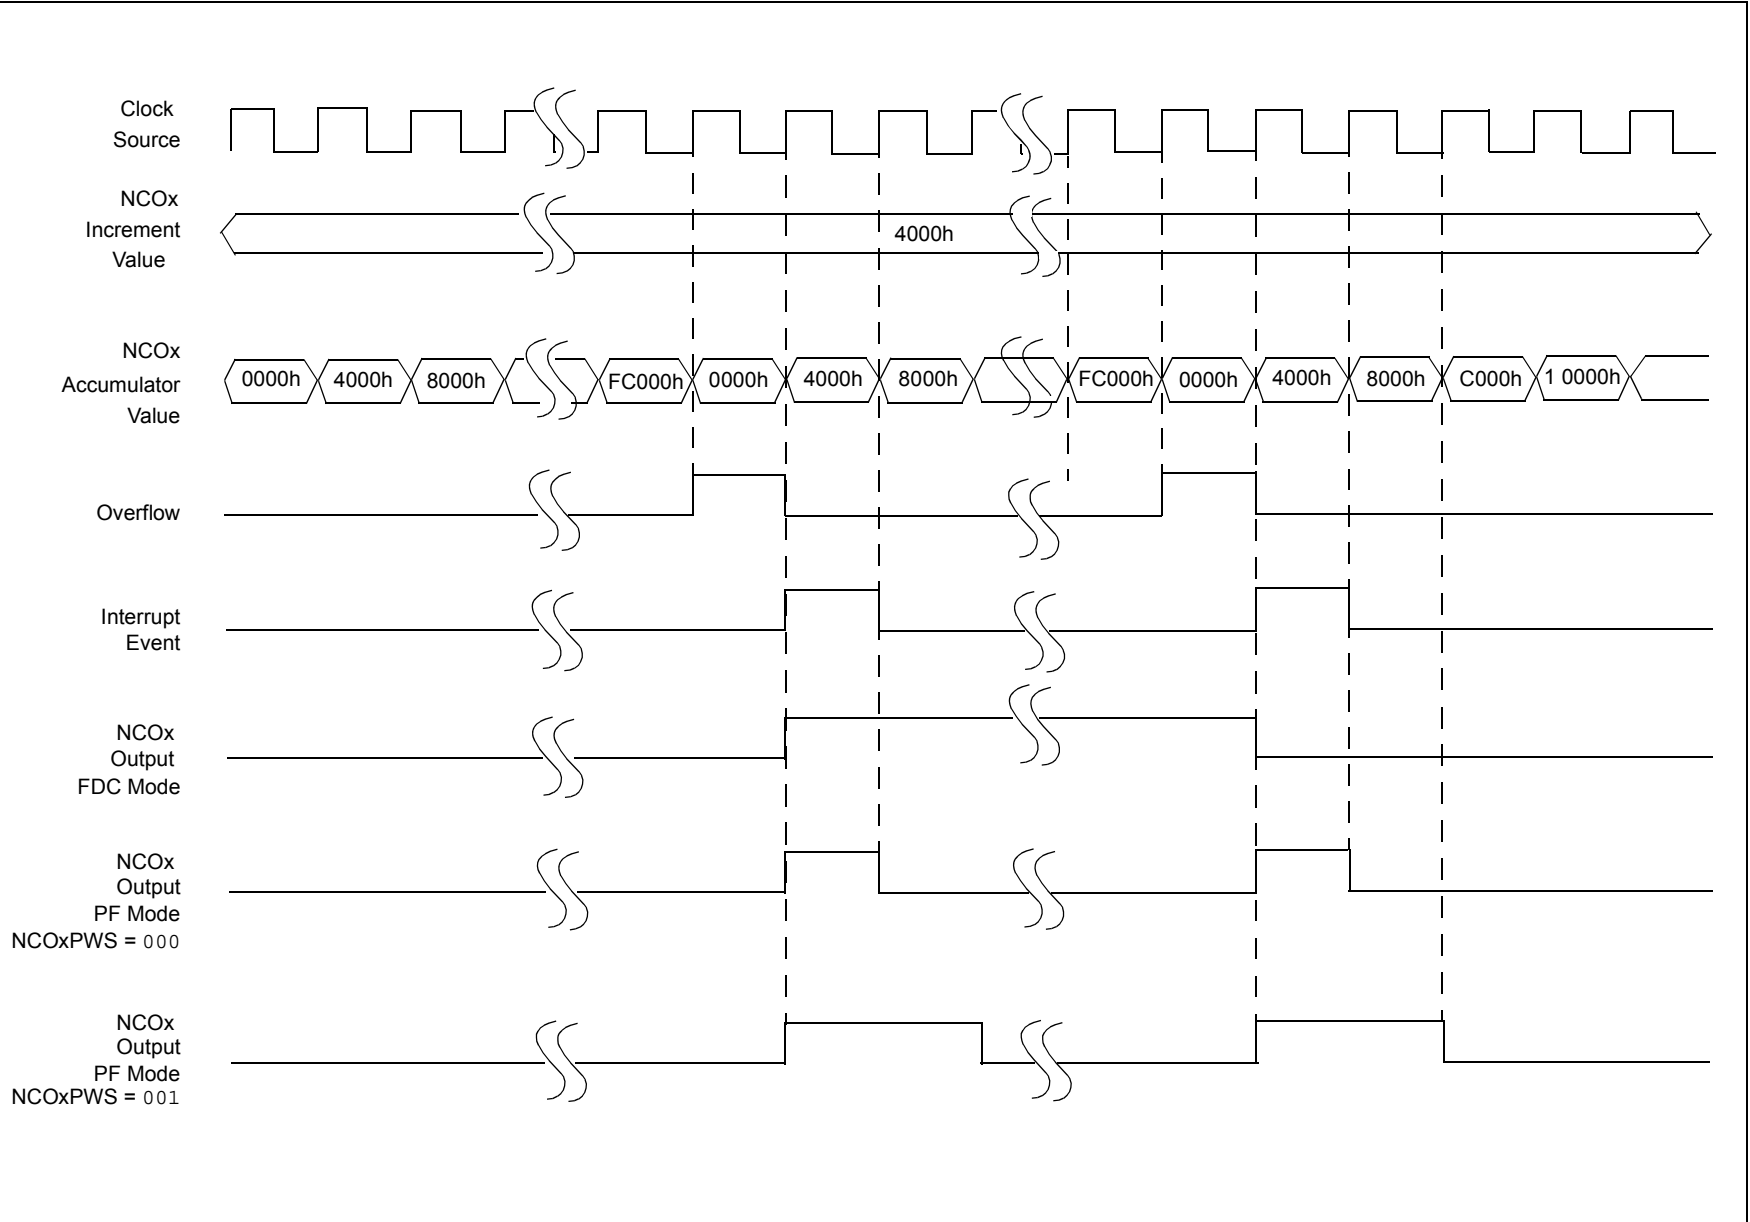 Clock
Source
NCOx
Increment
Value
4000h
NCOx
Accumulator
Value
0000h 4000h 8000h FC000h 0000h 4000h 8000h FC000h 0000h 4000h 8000h C000h 1 0000h
Overflow
Interrupt
Event
NCOx
Output
FDC Mode
NCOx
Output
PF Mode
NCOxPWS = 000
NCOx
Output
PF Mode
NCOxPWS = 001